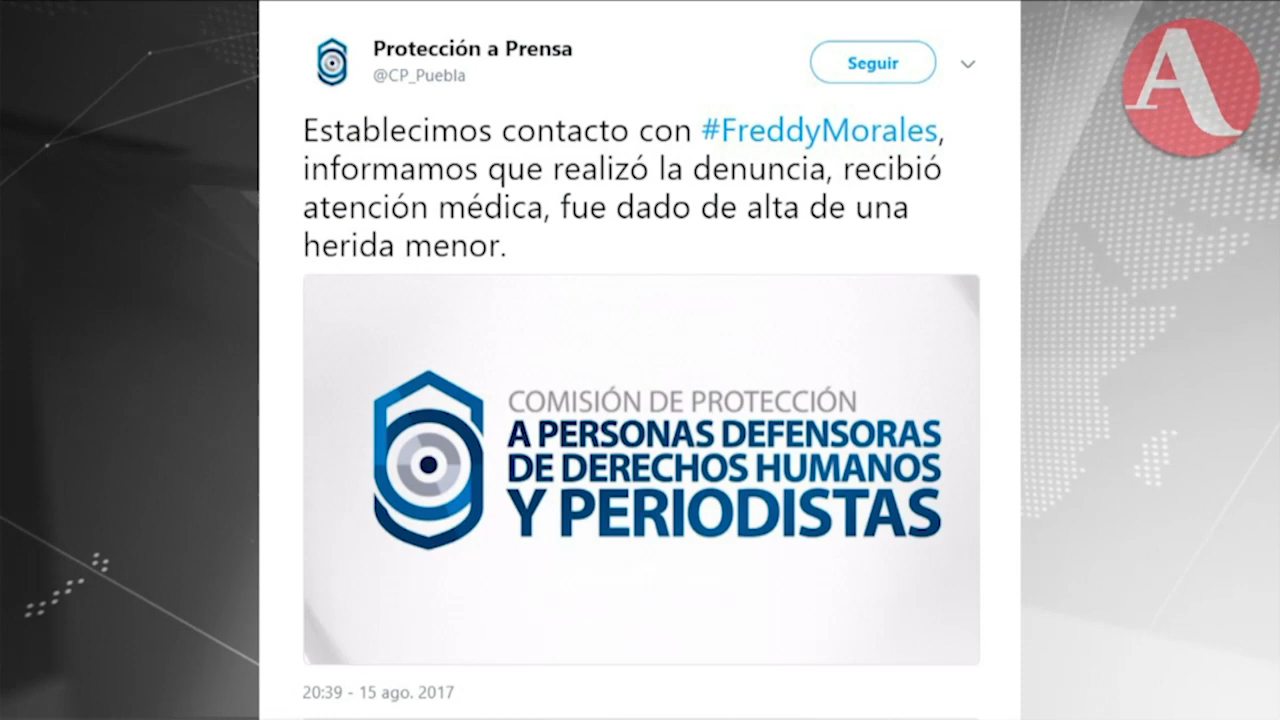 Protección a Prensa
@CP_Puebla
Seguir
Establecimos contacto con #FreddyMorales,
informamos que realizó la denuncia, recibió
atención médica, fue dado de alta de una
herida menor.
COMISIÓN DE PROTECCIÓN
A PERSONAS DEFENSORAS
DE DERECHOS HUMANOS
Y PERIODISTAS
20:39 - 15 ago. 2017
A